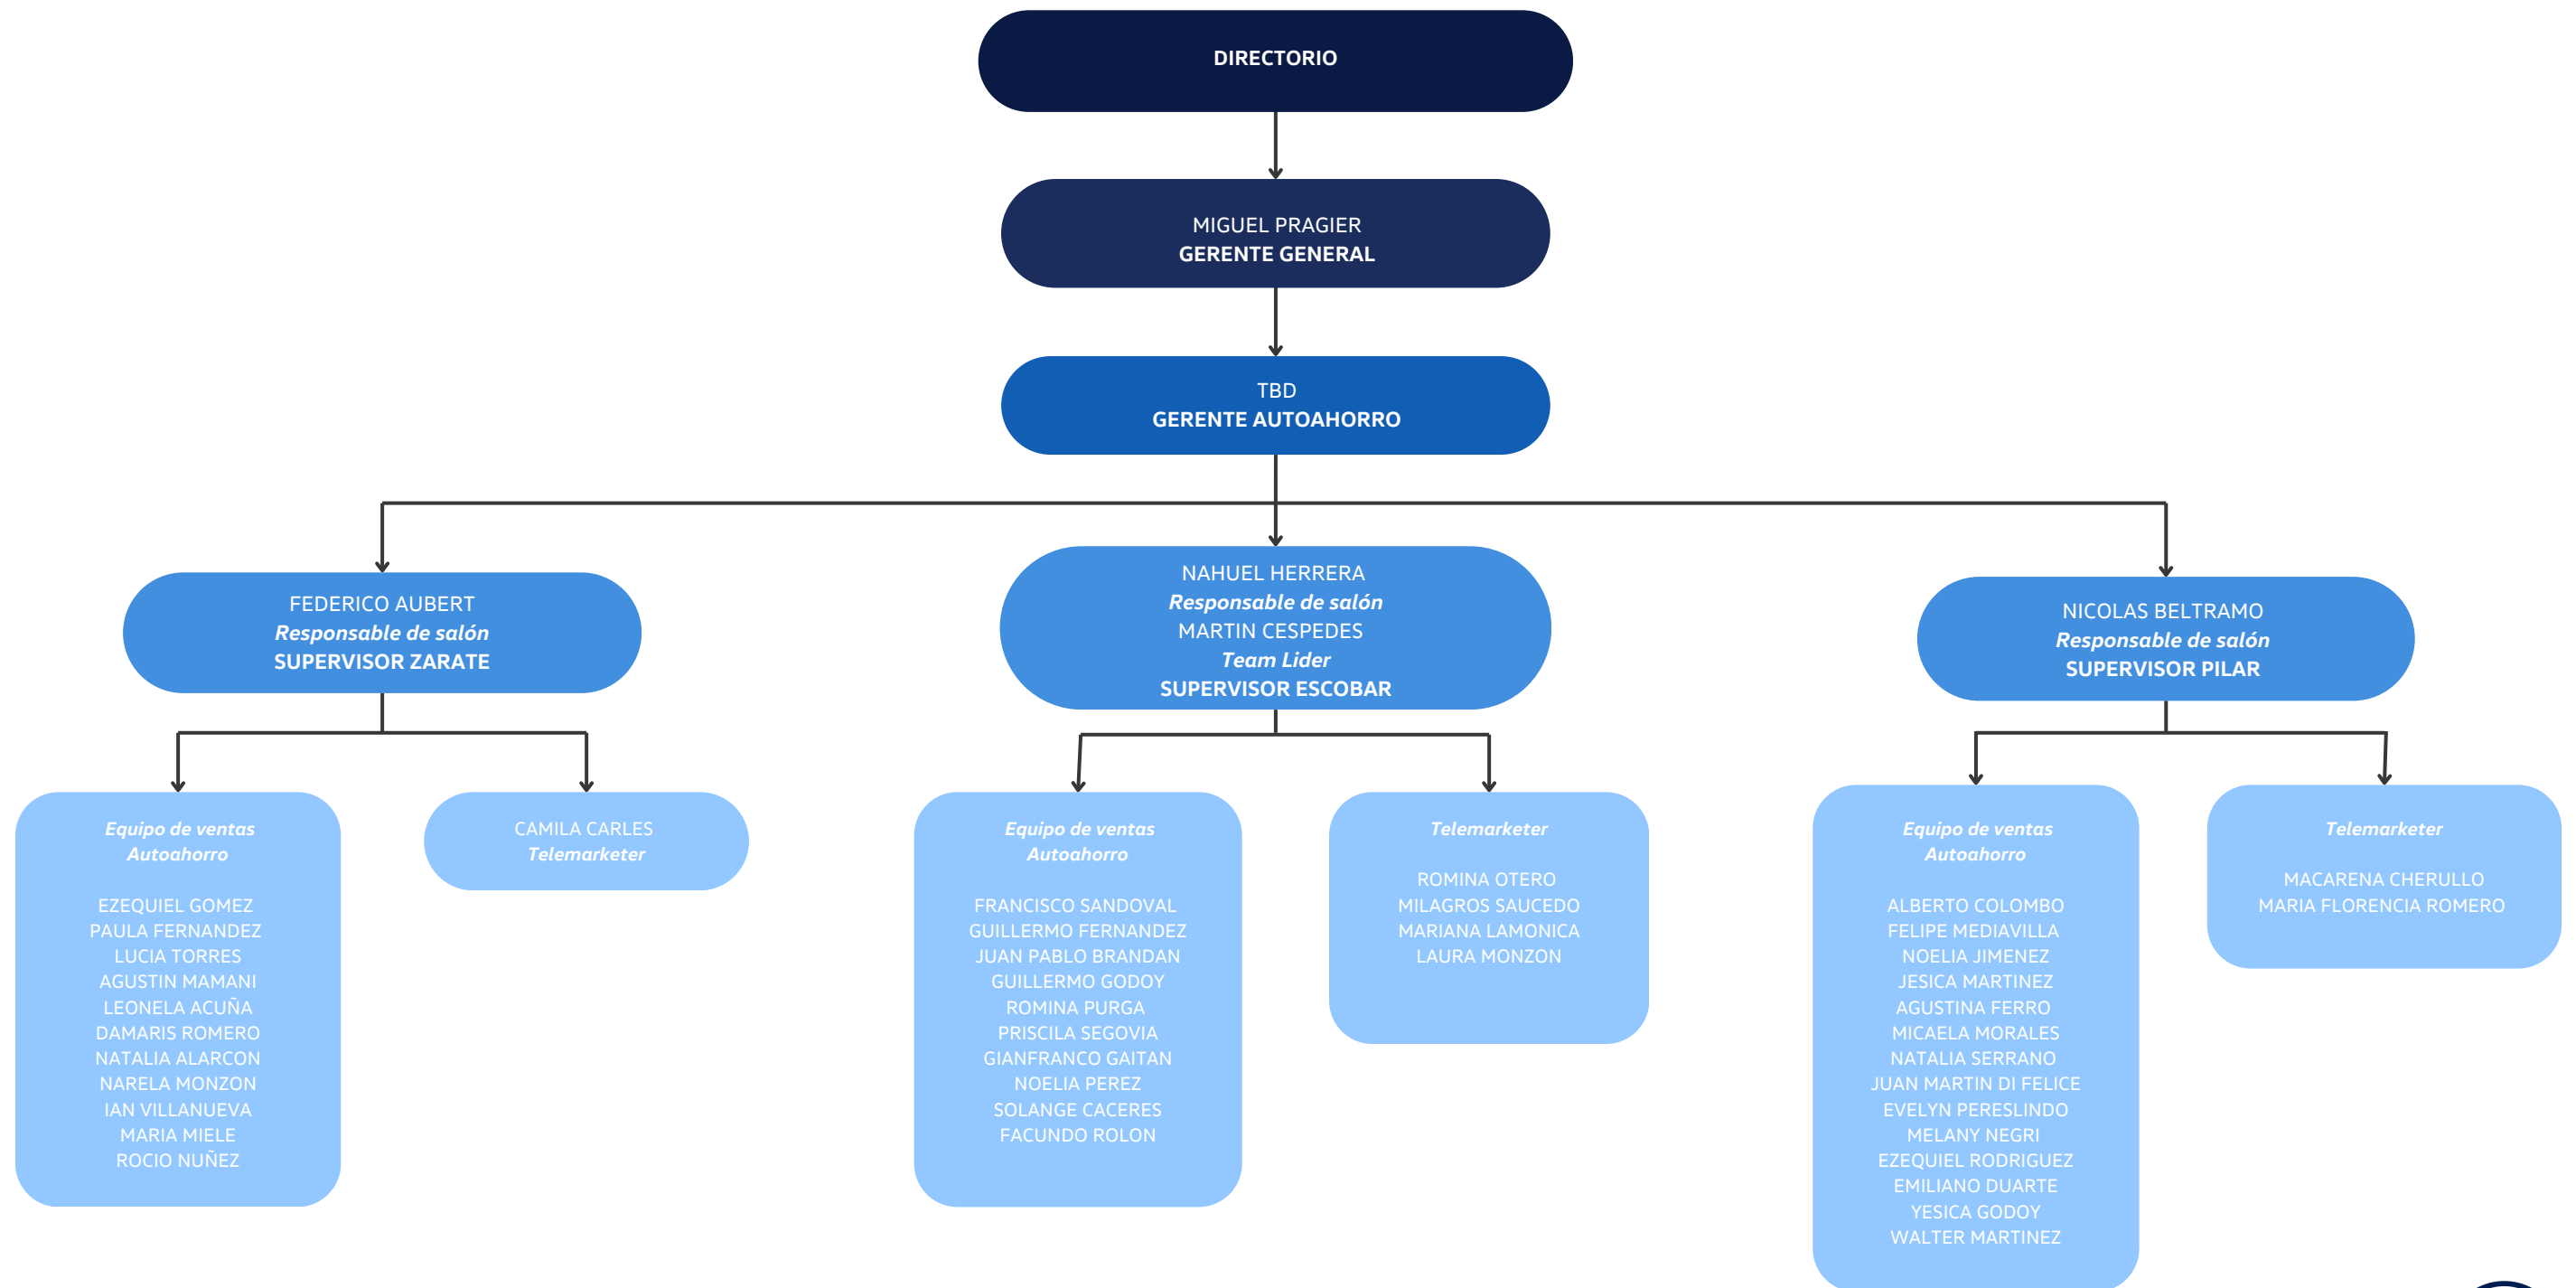 DIRECTORIO
MIGUEL PRAGIER
GERENTE GENERAL
TBD
GERENTE AUTOAHORRO
FEDERICO AUBERT
Responsable de salón
SUPERVISOR ZARATE
NAHUEL HERRERA
Responsable de salón
MARTIN CESPEDES
Team Lider
SUPERVISOR ESCOBAR
NICOLAS BELTRAMO
Responsable de salón
SUPERVISOR PILAR
Equipo de ventas
Autoahorro
EZEQUIEL GOMEZ
PAULA FERNANDEZ
LUCIA TORRES
AGUSTIN MAMANI
LEONELA ACUÑA
DAMARIS ROMERO
NATALIA ALARCON
NARELA MONZON
IAN VILLANUEVA
MARIA MIELE
ROCIO NUÑEZ
CAMILA CARLES
Telemarketer
Equipo de ventas
Autoahorro
FRANCISCO SANDOVAL
GUILLERMO FERNANDEZ
JUAN PABLO BRANDAN
GUILLERMO GODOY
ROMINA PURGA
PRISCILA SEGOVIA
GIANFRANCO GAITAN
NOELIA PEREZ
SOLANGE CACERES
FACUNDO ROLON
Telemarketer
ROMINA OTERO
MILAGROS SAUCEDO
MARIANA LAMONICA
LAURA MONZON
Equipo de ventas
Autoahorro
ALBERTO COLOMBO
FELIPE MEDIAVILLA
NOELIA JIMENEZ
JESICA MARTINEZ
AGUSTINA FERRO
MICAELA MORALES
NATALIA SERRANO
JUAN MARTIN DI FELICE
EVELYN PERESLINDO
MELANY NEGRI
EZEQUIEL RODRIGUEZ
EMILIANO DUARTE
YESICA GODOY
WALTER MARTINEZ
Telemarketer
MACARENA CHERULLO
MARIA FLORENCIA ROMERO